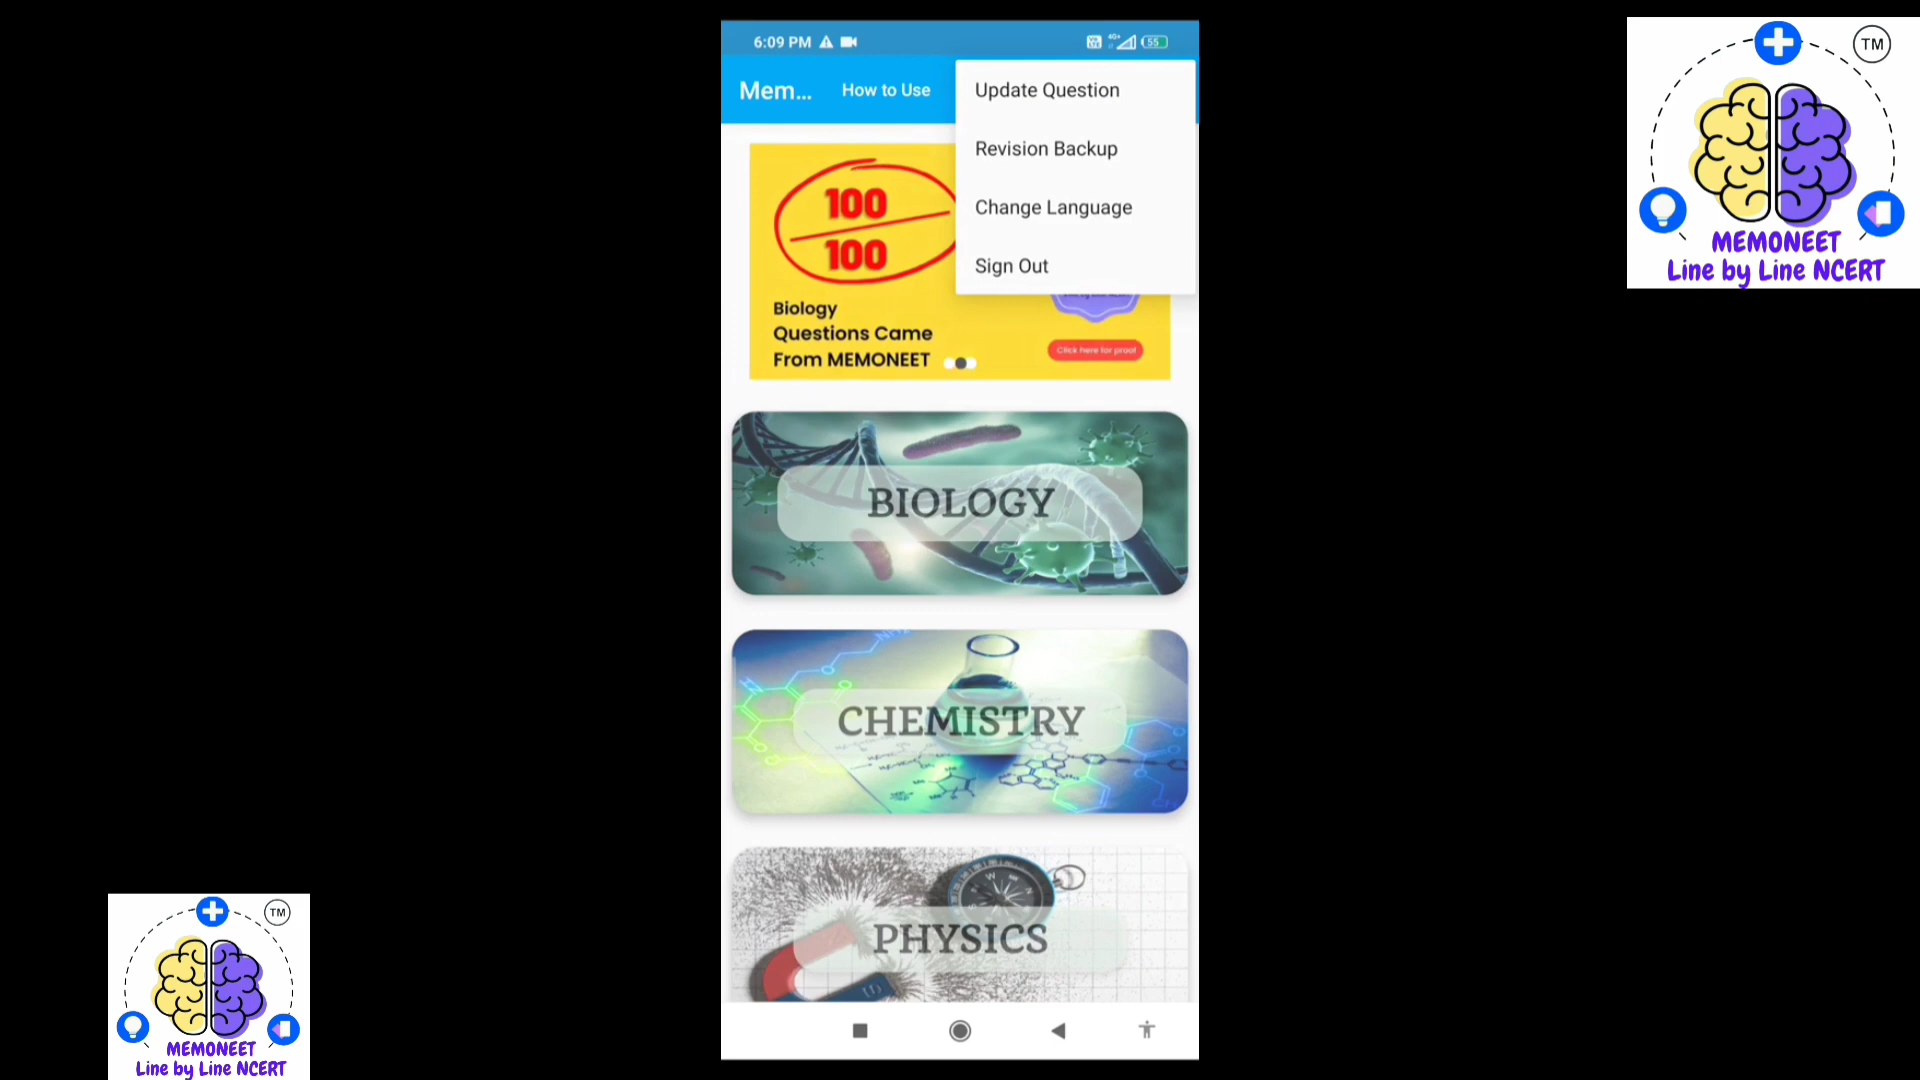 6:09 PM
4G+
55
Mem...
How to Use
Update Question
Revision Backup
Change Language
Sign Out
100
100
Biology
Questions Came
From MEMONEET
Click here for proof
BIOLOGY
CHEMISTRY
PHYSICS
TM
MEMONEET
Line by Line NCERT
TM
MEMONEET
Line by Line NCERT